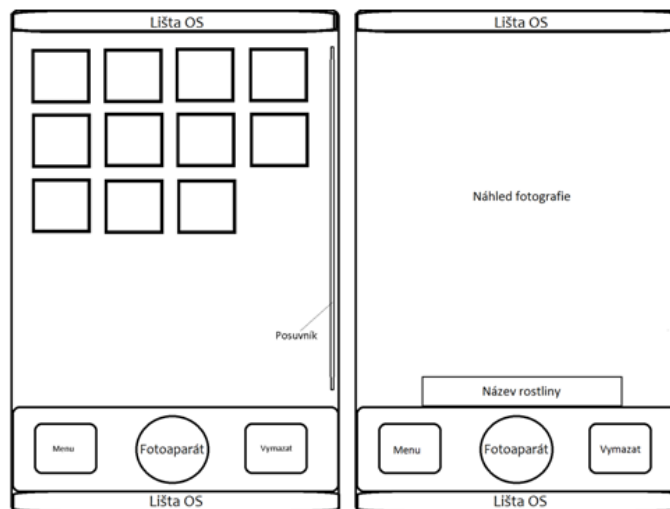 Lišta OS
Posuvník
Menu
Fotoaparát
Vymazat
Lišta OS
Lišta OS
Náhled fotografie
Název rostliny
Menu
Fotoaparát
Vymazat
Lišta OS